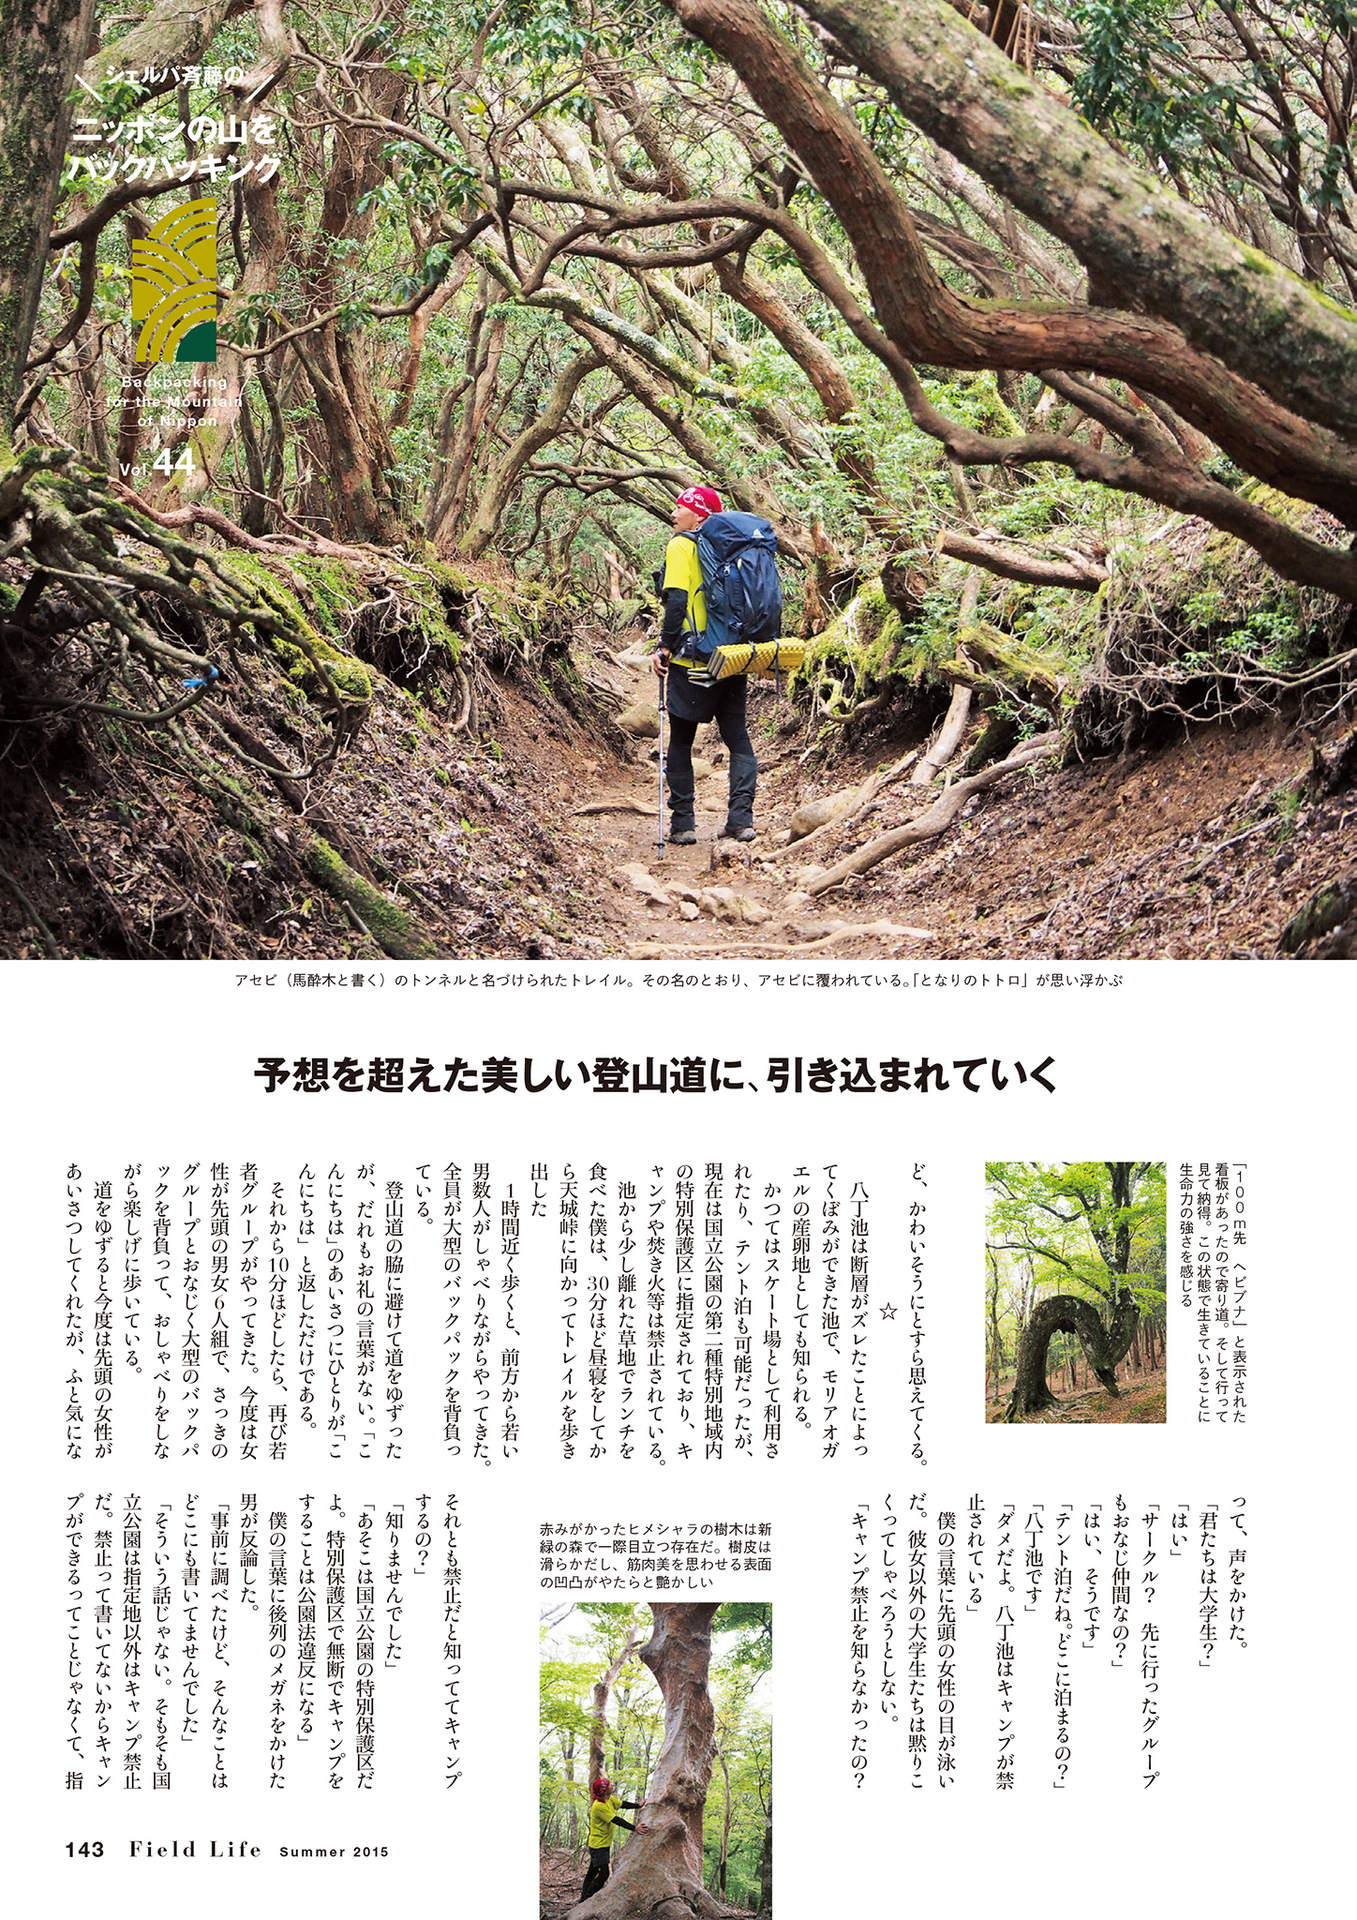 シェルパ斉藤の
ニッポンの山を
バックパッキング
Backpacking
for the Mountain
of Nippon
Vol.44
アセビ（馬酔木と書く）のトンネルと名づけられたトレイル。その名のとおり、アセビに覆われている。「となりのトトロ」が思い浮かぶ
予想を超えた美しい登山道に、引き込まれていく
「100m先　ヘビブナ」と表示された
看板があったので寄り道。そして行って
見て納得。この状態で生きていることに
生命力の強さを感じる
ど、かわいそうにとすら思えてくる。
☆
八丁池は断層がズレたことによっ
てくぼみができた池で、モリアオガ
エルの産卵地としても知られる。
かつてはスケート場として利用さ
れたり、テント泊も可能だったが、
現在は国立公園の第二種特別地域内
の特別保護区に指定されており、キ
ャンプや焚き火等は禁止されている。
池から少し離れた草地でランチを
食べた僕は、30分ほど昼寝をしてか
ら天城峠に向かってトレイルを歩き
出した
1時間近く歩くと、前方から若い
男数人がしゃべりながらやってきた。
全員が大型のバックパックを背負っ
ている。
登山道の脇に避けて道をゆずった
が、だれもお礼の言葉がない。「こ
んにちは」のあいさつにひとりが「こ
んにちは」と返しただけである。
それから10分ほどしたら、再び若
者グループがやってきた。今度は女
性が先頭の男女6人組で、さっきの
グループとおなじく大型のバックパ
ックを背負って、おしゃべりをしな
がら楽しげに歩いている。
道をゆずると今度は先頭の女性が
あいさつしてくれたが、ふと気にな
って、声をかけた。
「君たちは大学生？」
「はい」
「サークル？　先に行ったグループ
もおなじ仲間なの？」
「はい、そうです」
「テント泊だね。どこに泊まるの？」
「八丁池です」
「ダメだよ。八丁池はキャンプが禁
止されている」
僕の言葉に先頭の女性の目が泳い
だ。彼女以外の大学生たちは黙りこ
くってしゃべろうとしない。
「キャンプ禁止を知らなかったの？
赤みがかったヒメシャラの樹木は新
緑の森で一際目立つ存在だ。樹皮は
滑らかだし、筋肉美を思わせる表面
の凹凸がやたらと艶かしい
それとも禁止だと知っててキャンプ
するの？」
「知りませんでした」
「あそこは国立公園の特別保護区だ
よ。特別保護区で無断でキャンプを
することは公園法違反になる」
僕の言葉に後列のメガネをかけた
男が反論した。
「事前に調べたけど、そんなことは
どこにも書いてませんでした」
「そういう話じゃない。そもそも国
立公園は指定地以外はキャンプ禁止
だ。禁止って書いてないからキャン
プができるってことじゃなくて、指
143 Field Life Summer 2015